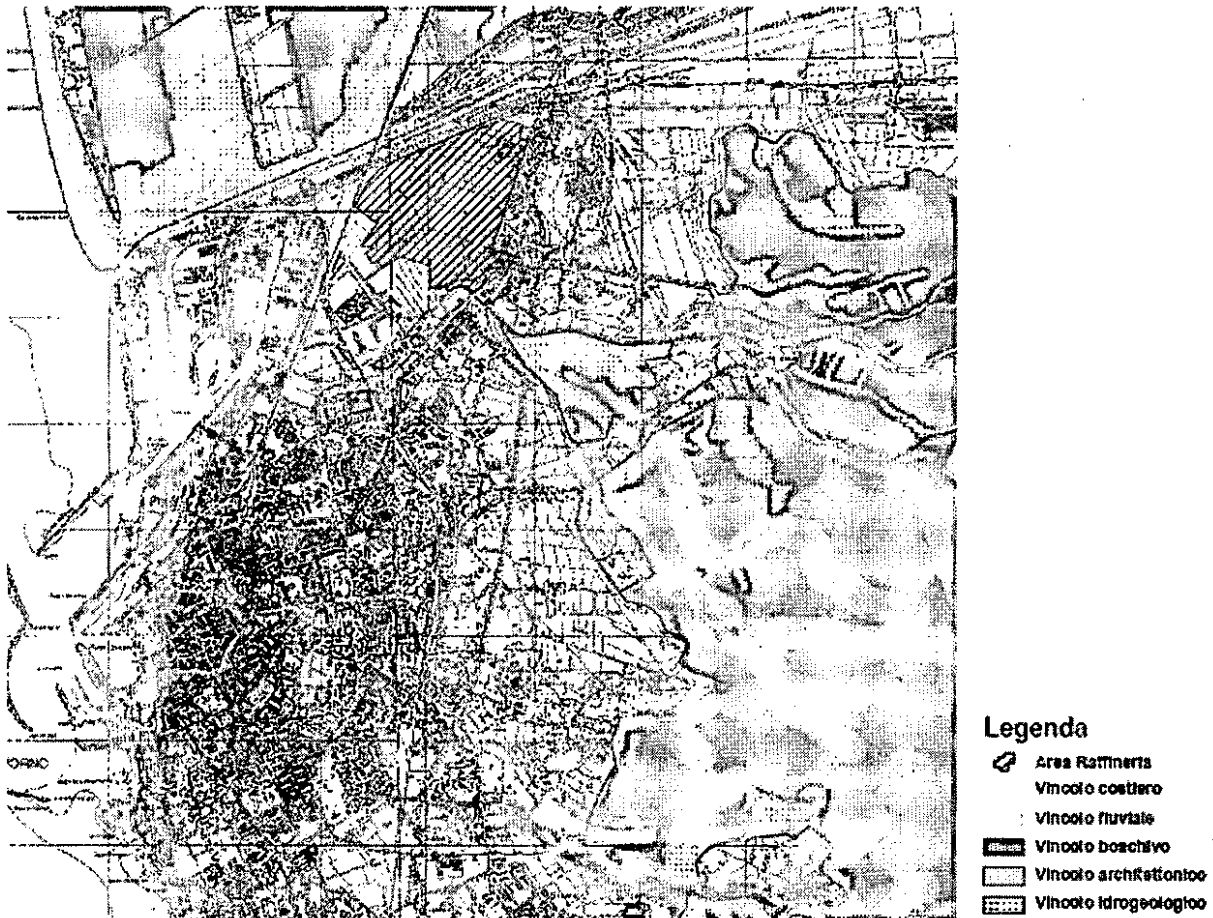 Legenda
Area Raffineria
Vincolo costiero
Vincolo fluviale
Vincolo boschivo
Vincolo architettonico
Vincolo idrogeologico